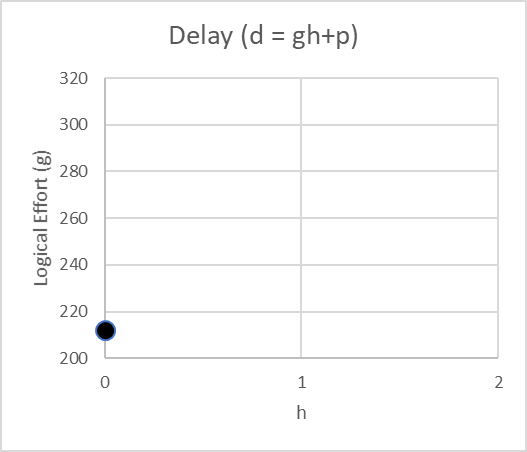 Delay (d = gh+p)
320
300
280
260
240
220
200
Logical Effort (g)
0 1 2
h